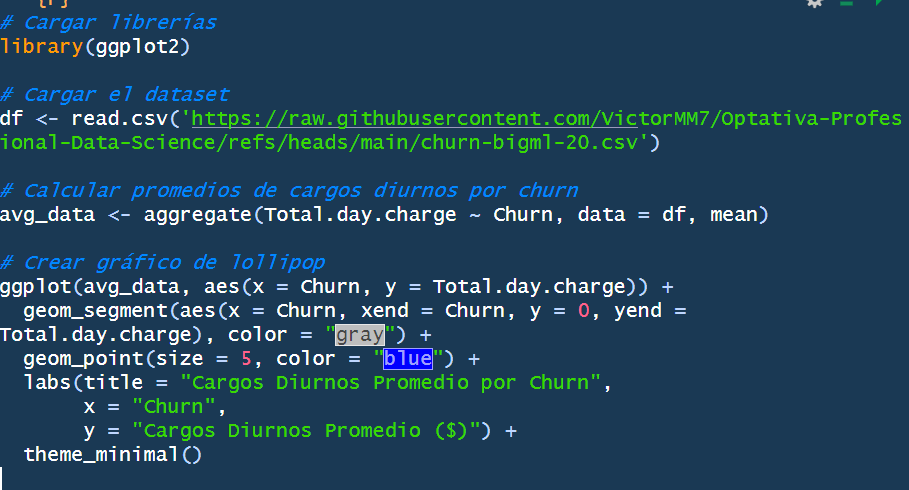 # Cargar librerías
library(ggplot2)
# Cargar el dataset
df <- read.csv('https://raw.githubusercontent.com/VictorMM7/Optativa-Profes
ional-Data-Science/refs/heads/main/churn-bigml-20.csv')
# Calcular promedios de cargos diurnos por churn
avg_data <- aggregate(Total.day.charge ~ Churn, data = df, mean)
# Crear gráfico de lollipop
ggplot(avg_data, aes(x = Churn, y = Total.day.charge)) +
  geom_segment(aes(x = Churn, xend = Churn, y = 0, yend =
Total.day.charge), color = "gray") +
  geom_point(size = 5, color = "blue") +
  labs(title = "Cargos Diurnos Promedio por Churn",
       x = "Churn",
       y = "Cargos Diurnos Promedio ($)") +
  theme_minimal()